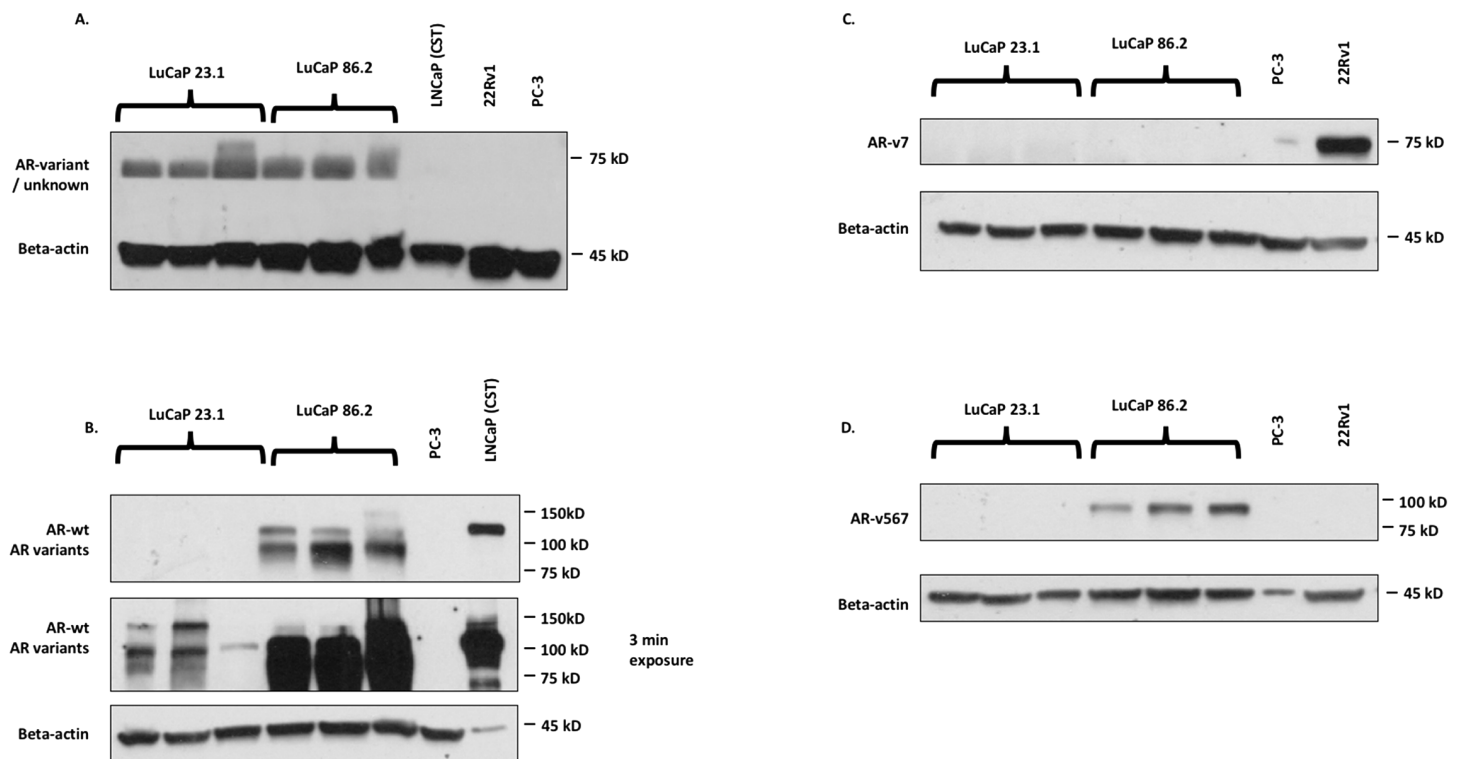 A.
LuCaP 23.1
LuCaP 86.2
LNCaP (CST)
22Rv1
PC-3
AR-variant
/ unknown
75 kD
Beta-actin
45 kD
B.
LuCaP 23.1
LuCaP 86.2
PC-3
LNCaP (CST)
AR-wt
AR variants
150kD
100 kD
75 kD
AR-wt
AR variants
150kD
100 kD
75 kD
3 min
exposure
Beta-actin
45 kD
C.
LuCaP 23.1
LuCaP 86.2
PC-3
22Rv1
AR-v7
75 kD
Beta-actin
45 kD
D.
LuCaP 23.1
LuCaP 86.2
PC-3
22Rv1
AR-v567
100 kD
75 kD
Beta-actin
45 kD